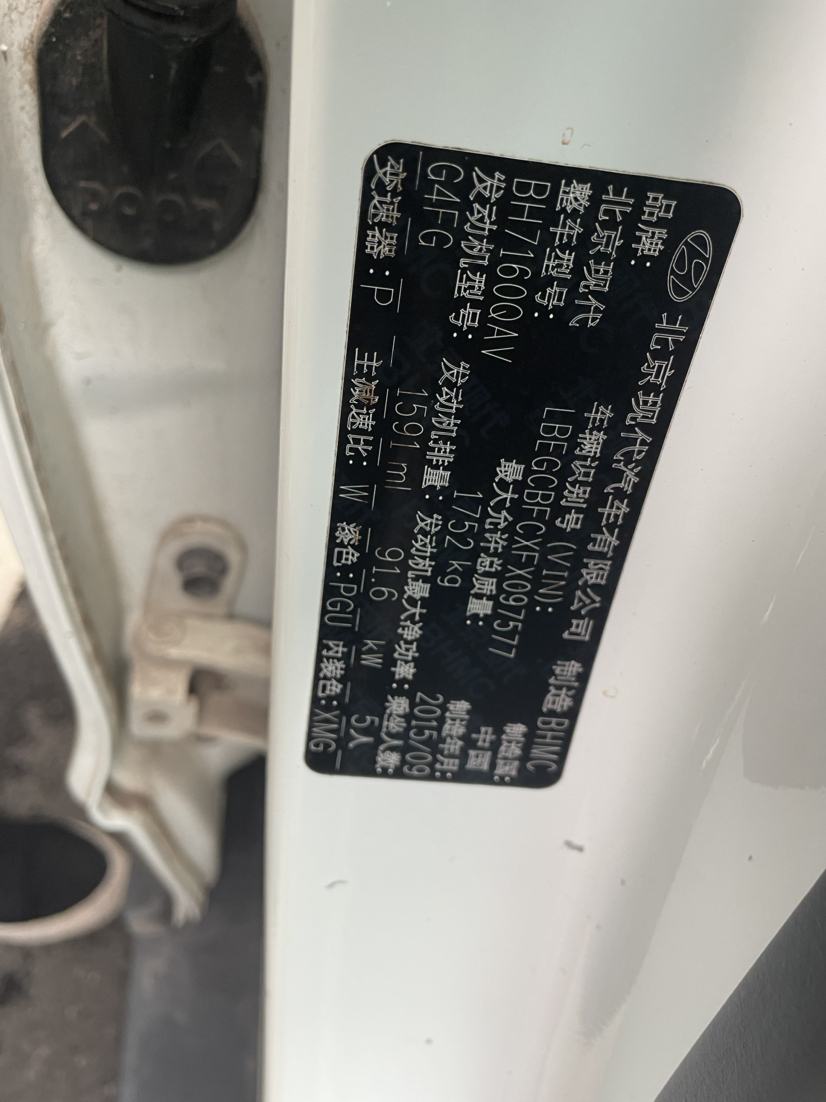 北京现代汽车有限公司 制造 BHMC
品牌: 车辆识别号 (VIN): 制造国:
北京现代 LBEGCBFCXFX097577 中国
整车型号: 最大允许总质量: 制造年月:
BH7160QAV 1752 kg 2015/09
发动机型号: 发动机排量: 发动机最大净功率: 乘坐人数:
G4FG 1591 ml 91.6 kW 5人
变速器: P 主减速比: W 漆色: PGU 内装色: XMG